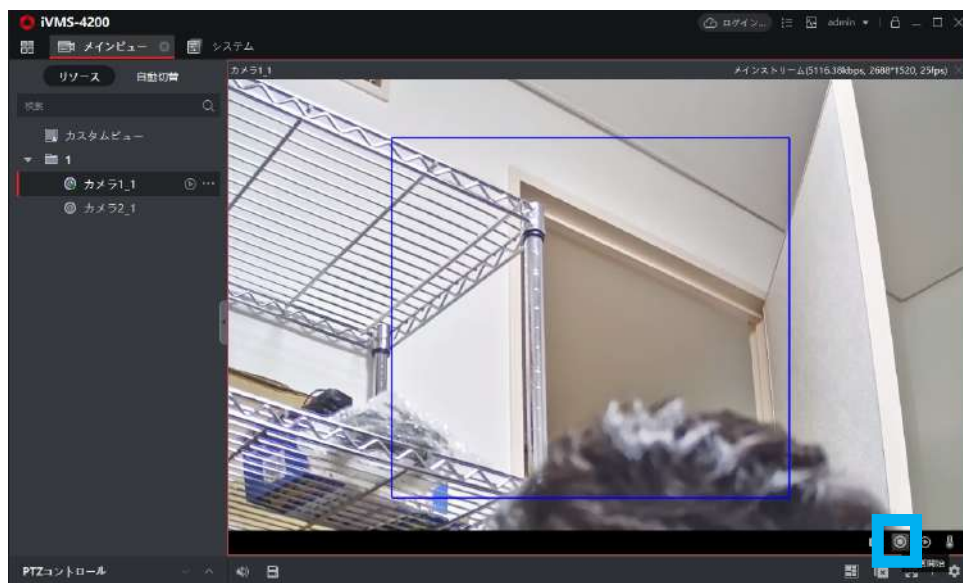 iVMS-4200
ログイン... admin
メインビュー システム
リソース 自動切替
カメラ1_1 メインストリーム(5116.38kbps, 2688*1520, 25fps)
検索
カスタムビュー
1
カメラ1_1
カメラ2_1
PTZコントロール